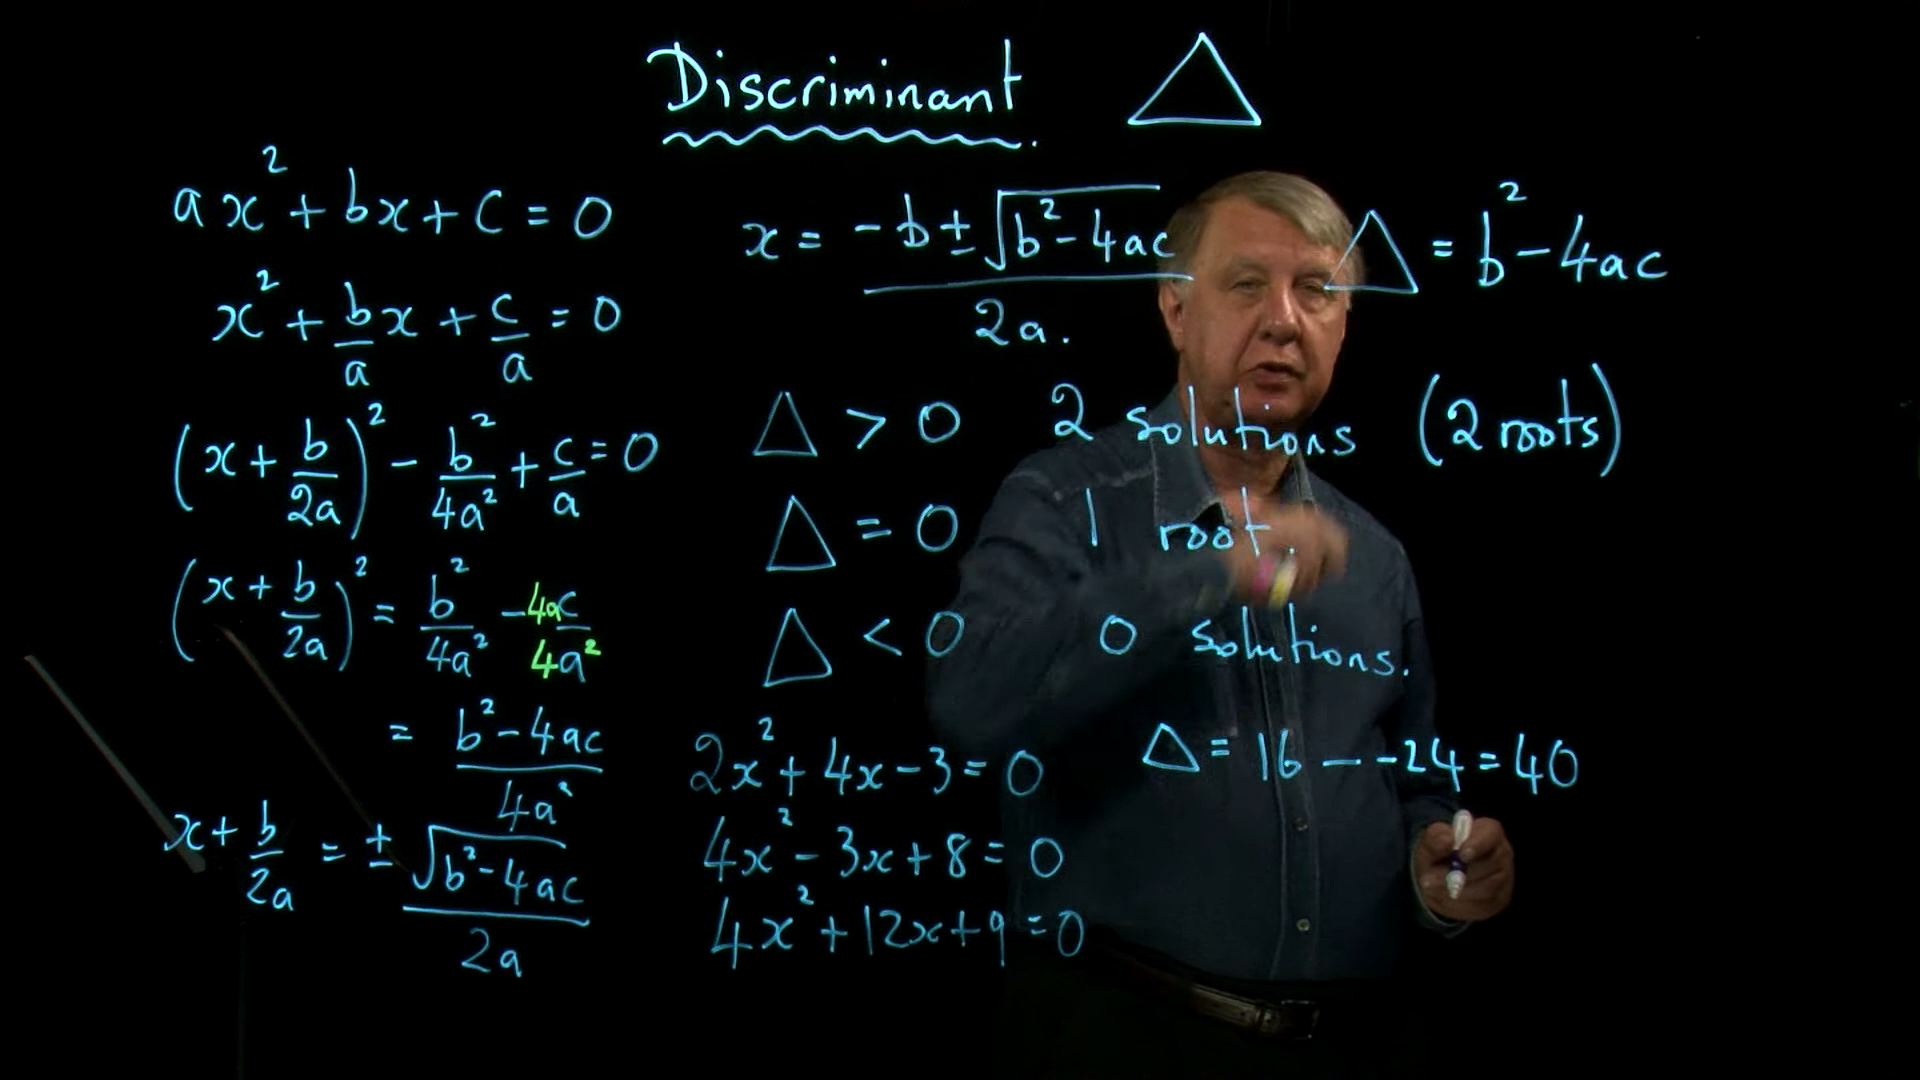 Discriminant. △
ax² + bx + c = 0
x² + b/a x + c/a = 0
(x + b/2a)² - b²/4a² + c/a = 0
(x + b/2a)² = b²/4a² - 4ac/4a²
= b² - 4ac/4a²
x + b/2a = ± √b² - 4ac/2a
x = -b ± √b² - 4ac/2a.
△ = b² - 4ac
△ > 0 2 solutions (2 roots)
△ = 0 1 root.
△ < 0 0 solutions.
2x² + 4x - 3 = 0 △ = 16 - -24 = 40
4x² - 3x + 8 = 0
4x² + 12x + 9 = 0